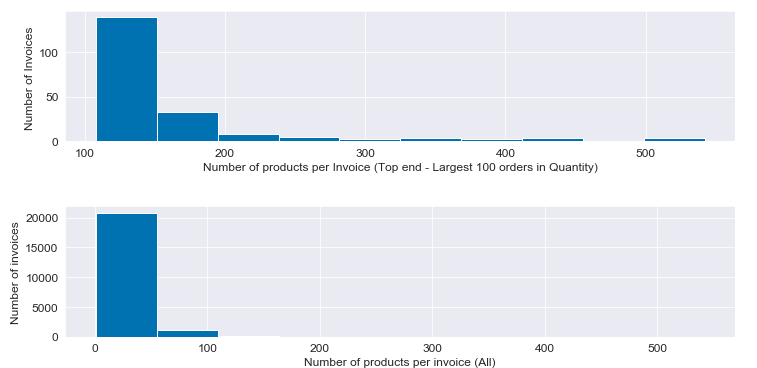 Number of Invoices
100
50
0
100 200 300 400 500
Number of products per Invoice (Top end - Largest 100 orders in Quantity)
Number of invoices
20000
15000
10000
5000
0
0 100 200 300 400 500
Number of products per invoice (All)